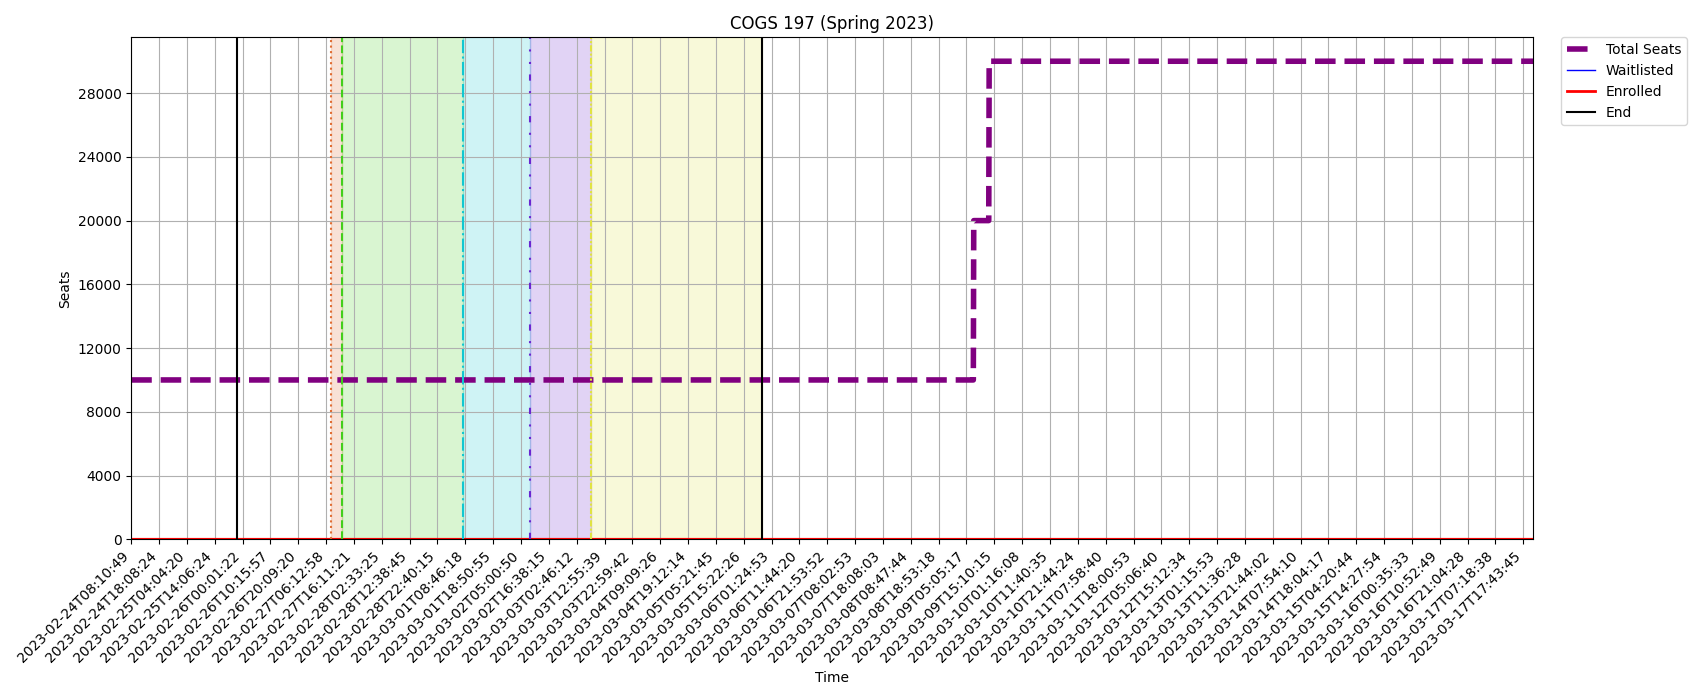 COGS 197 (Spring 2023)
Total Seats
Waitlisted
Enrolled
End
28000
24000
20000
16000
12000
8000
4000
0
Seats
2023-02-24T08:10:49
2023-02-24T18:08:24
2023-02-25T04:04:20
2023-02-25T14:06:24
2023-02-26T00:01:22
2023-02-26T10:15:57
2023-02-26T20:09:20
2023-02-27T06:12:58
2023-02-27T16:11:21
2023-02-28T02:33:25
2023-02-28T12:38:45
2023-02-28T22:40:15
2023-03-01T08:46:18
2023-03-01T18:50:55
2023-03-02T05:00:50
2023-03-02T16:38:15
2023-03-03T02:46:12
2023-03-03T12:55:39
2023-03-03T22:59:42
2023-03-04T09:09:26
2023-03-04T19:12:14
2023-03-05T05:21:45
2023-03-05T15:22:26
2023-03-06T01:24:53
2023-03-06T11:44:20
2023-03-06T21:53:52
2023-03-07T08:02:53
2023-03-07T18:08:03
2023-03-08T08:47:44
2023-03-08T18:53:18
2023-03-09T05:05:17
2023-03-09T15:10:15
2023-03-10T01:16:08
2023-03-10T11:40:35
2023-03-10T21:44:24
2023-03-11T07:58:40
2023-03-11T18:00:53
2023-03-12T05:06:40
2023-03-12T15:12:34
2023-03-13T01:15:53
2023-03-13T11:36:28
2023-03-13T21:44:02
2023-03-14T07:54:10
2023-03-14T18:04:17
2023-03-15T04:20:44
2023-03-15T14:27:54
2023-03-16T00:35:33
2023-03-16T10:52:49
2023-03-16T21:04:28
2023-03-17T07:18:38
2023-03-17T17:43:45
Time